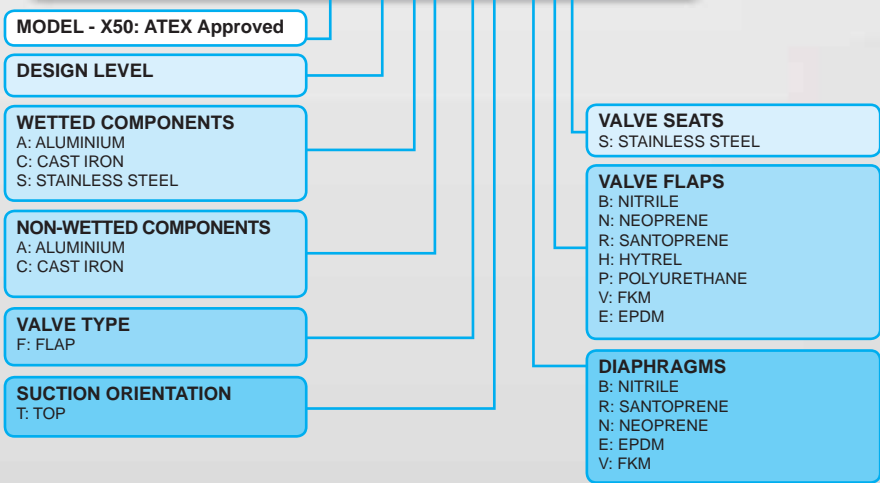 MODEL - X50: ATEX Approved
DESIGN LEVEL
WETTED COMPONENTS
A: ALUMINIUM
C: CAST IRON
S: STAINLESS STEEL
NON-WETTED COMPONENTS
A: ALUMINIUM
C: CAST IRON
VALVE TYPE
F: FLAP
SUCTION ORIENTATION
T: TOP
VALVE SEATS
S: STAINLESS STEEL
VALVE FLAPS
B: NITRILE
N: NEOPRENE
R: SANTOPRENE
H: HYTREL
P: POLYURETHANE
V: FKM
E: EPDM
DIAPHRAGMS
B: NITRILE
R: SANTOPRENE
N: NEOPRENE
E: EPDM
V: FKM